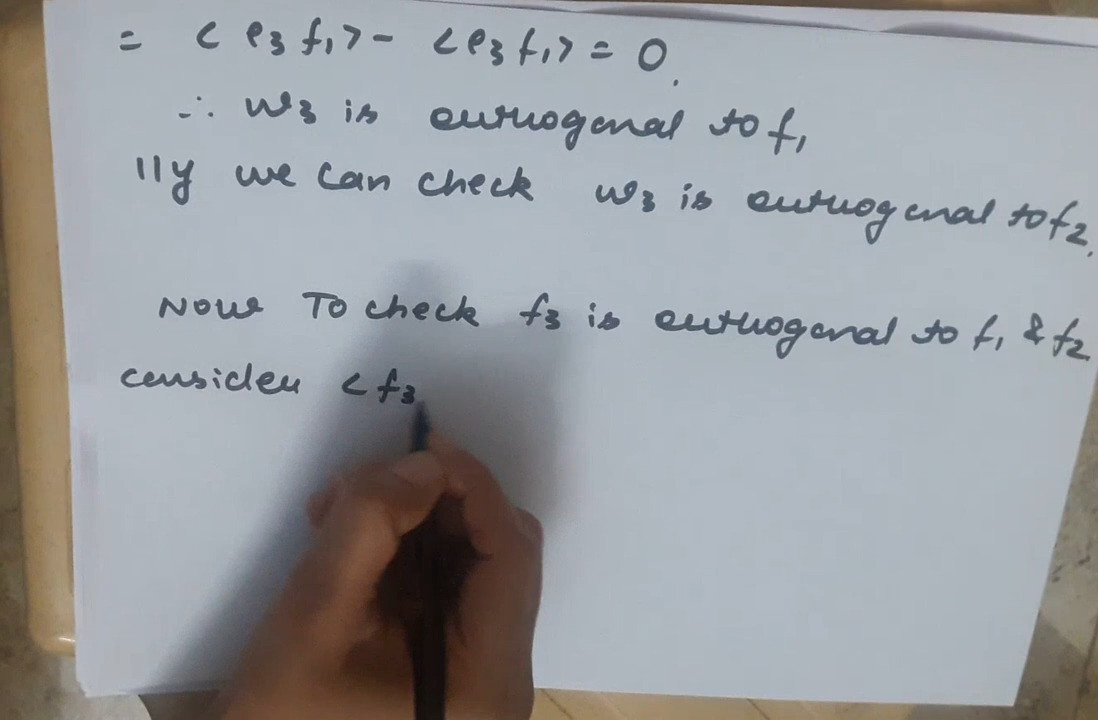 = < e3 f1> - <e3 f1> = 0.
∴ w3 is orthogonal to f1
llly we can check w3 is orthogonal to f2.
Now To check f3 is orthogonal to f1 & f2
consider < f3